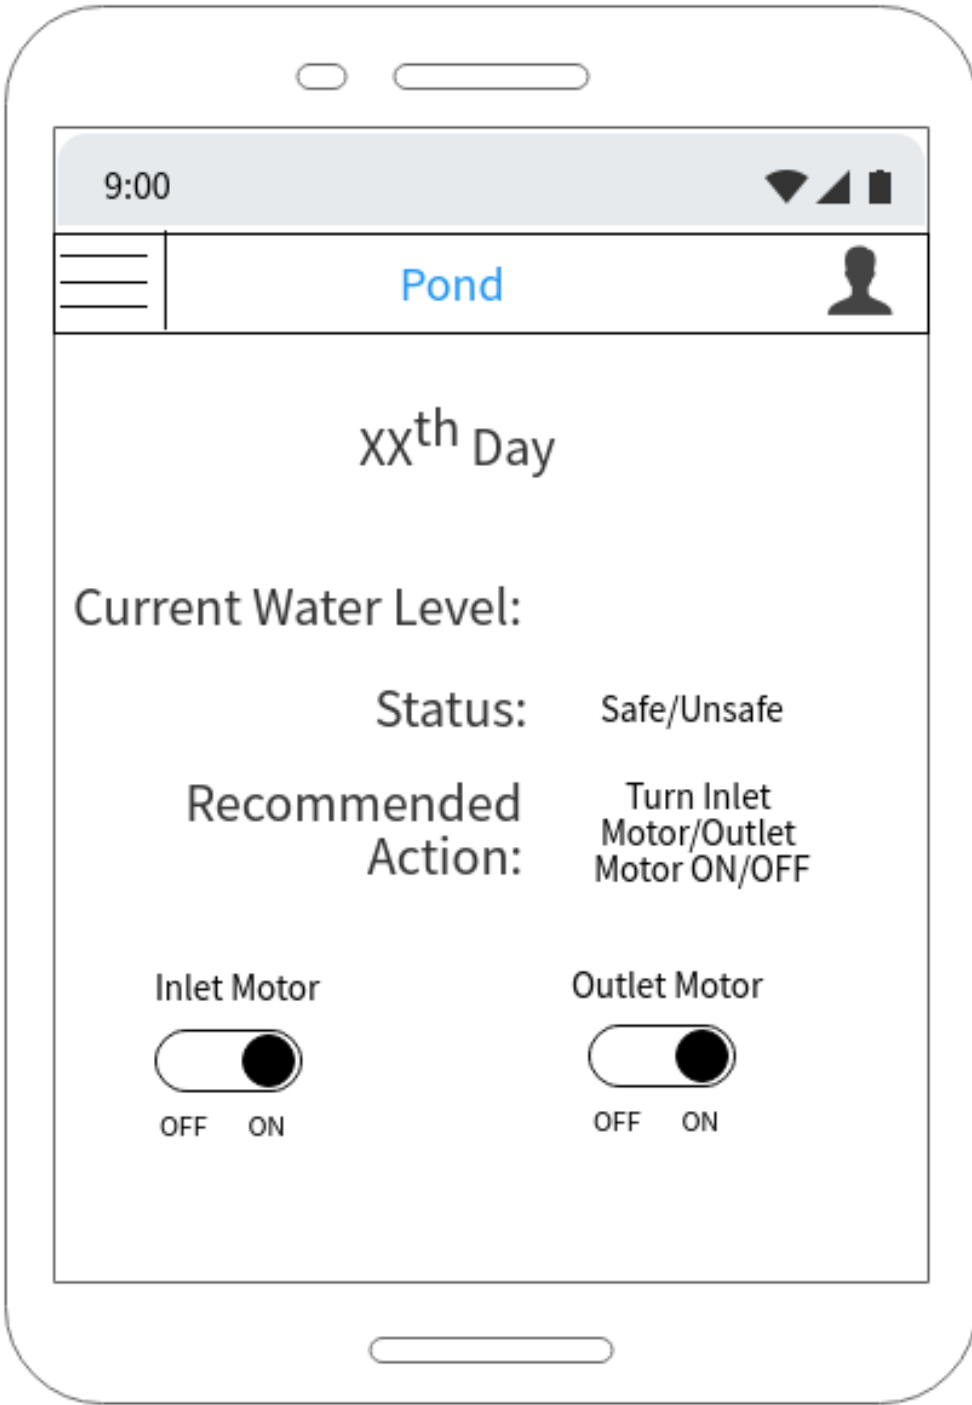 9:00
Pond
XXth Day
Current Water Level:
Status: Safe/Unsafe
Recommended
Action:
Turn Inlet
Motor/Outlet
Motor ON/OFF
Inlet Motor
OFF ON
Outlet Motor
OFF ON